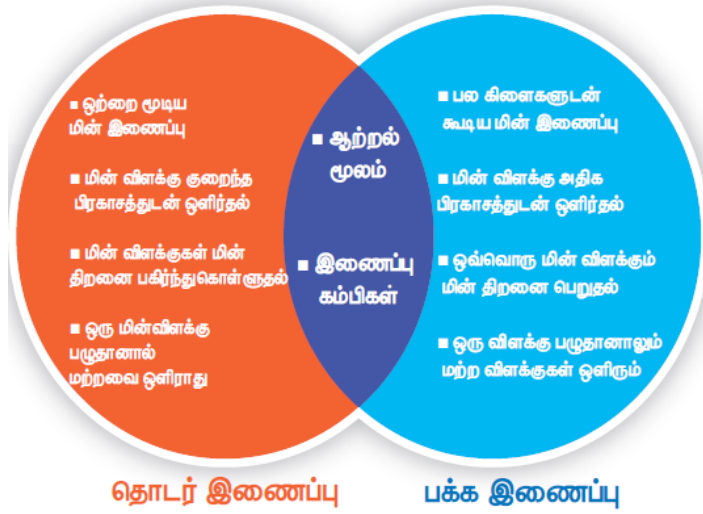 ■ ஒற்றை மூடிய
மின் இணைப்பு
■ மின் விளக்கு குறைந்த
பிரகாசத்துடன் ஒளிர்தல்
■ மின் விளக்குகள் மின்
திறனை பகிர்ந்துகொள்ளுதல்
■ ஒரு மின்விளக்கு
பழுதானால்
மற்றவை ஒளிராது
■ ஆற்றல்
மூலம்
■ இணைப்பு
கம்பிகள்
■ பல கிளைகளுடன்
கூடிய மின் இணைப்பு
■ மின் விளக்கு அதிக
பிரகாசத்துடன் ஒளிர்தல்
■ ஒவ்வொரு மின் விளக்கும்
மின் திறனை பெறுதல்
■ ஒரு விளக்கு பழுதானாலும்
மற்ற விளக்குகள் ஒளிரும்
தொடர் இணைப்பு
பக்க இணைப்பு